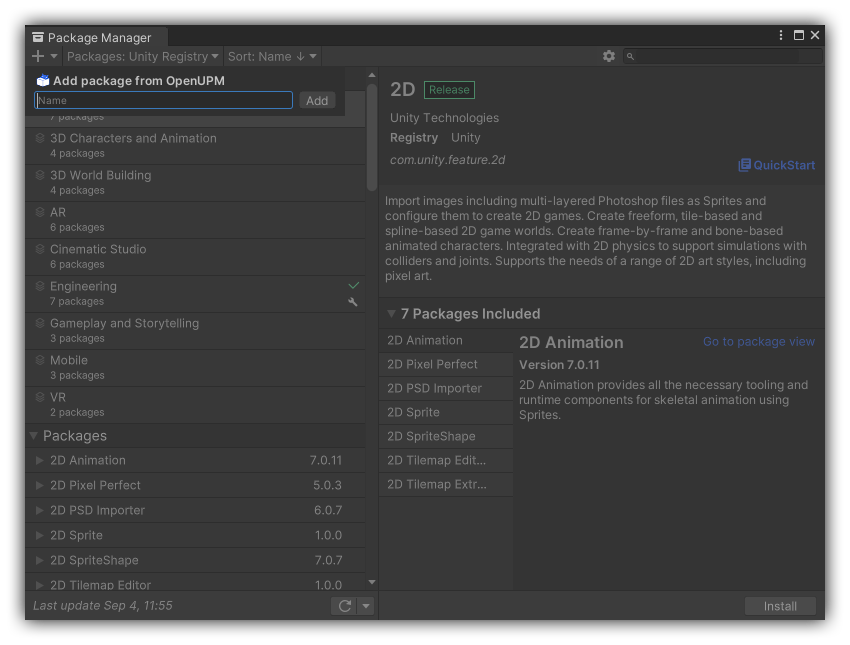 Package Manager
Packages: Unity Registry
Sort: Name ↓
Add package from OpenUPM
Name
Add
7 packages
3D Characters and Animation
4 packages
3D World Building
4 packages
AR
6 packages
Cinematic Studio
6 packages
Engineering
7 packages
Gameplay and Storytelling
3 packages
Mobile
3 packages
VR
2 packages
Packages
2D Animation 7.0.11
2D Pixel Perfect 5.0.3
2D PSD Importer 6.0.7
2D Sprite 1.0.0
2D SpriteShape 7.0.7
2D Tilemap Editor 1.0.0
Last update Sep 4, 11:55
2D Release
Unity Technologies
Registry Unity
com.unity.feature.2d
QuickStart
Import images including multi-layered Photoshop files as Sprites and
configure them to create 2D games. Create freeform, tile-based and
spline-based 2D game worlds. Create frame-by-frame and bone-based
animated characters. Integrated with 2D physics to support simulations with
colliders and joints. Supports the needs of a range of 2D art styles, including
pixel art.
7 Packages Included
2D Animation
2D Pixel Perfect
2D PSD Importer
2D Sprite
2D SpriteShape
2D Tilemap Edit...
2D Tilemap Extr...
2D Animation
Go to package view
Version 7.0.11
2D Animation provides all the necessary tooling and
runtime components for skeletal animation using
Sprites.
Install